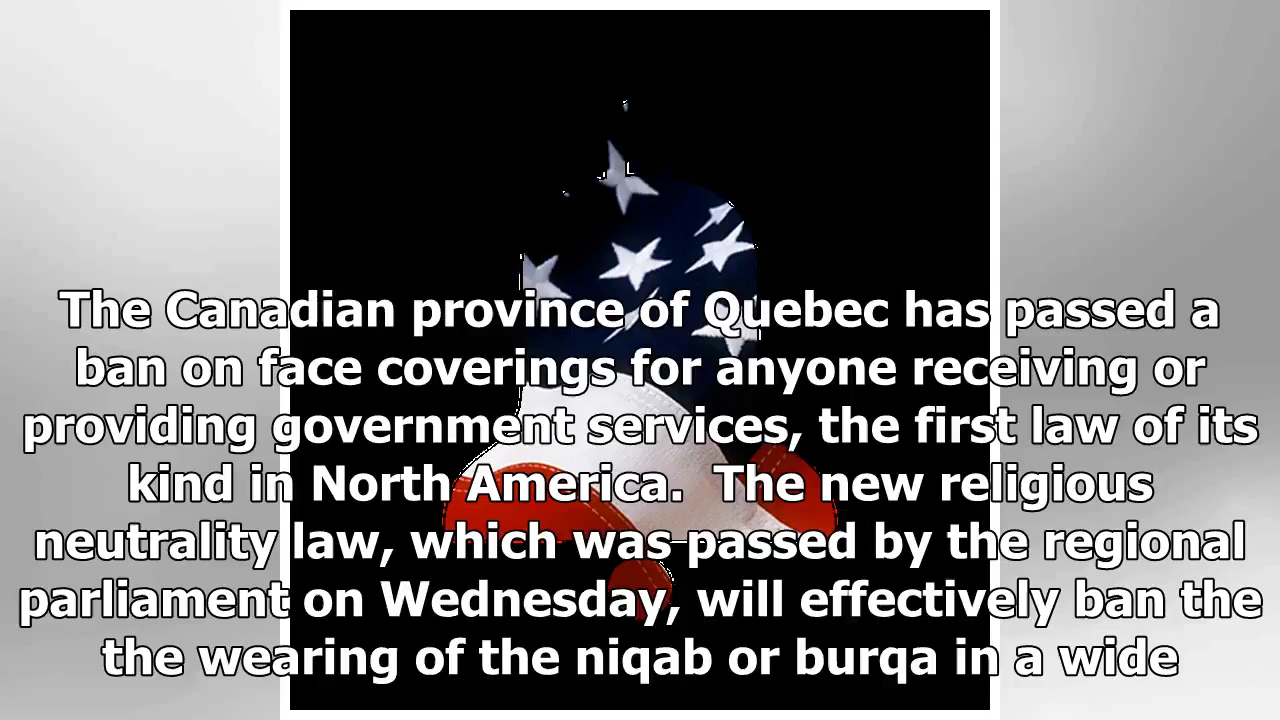 The Canadian province of Quebec has passed a
ban on face coverings for anyone receiving or
providing government services, the first law of its
kind in North America.  The new religious
neutrality law, which was passed by the regional
parliament on Wednesday, will effectively ban the
the wearing of the niqab or burqa in a wide